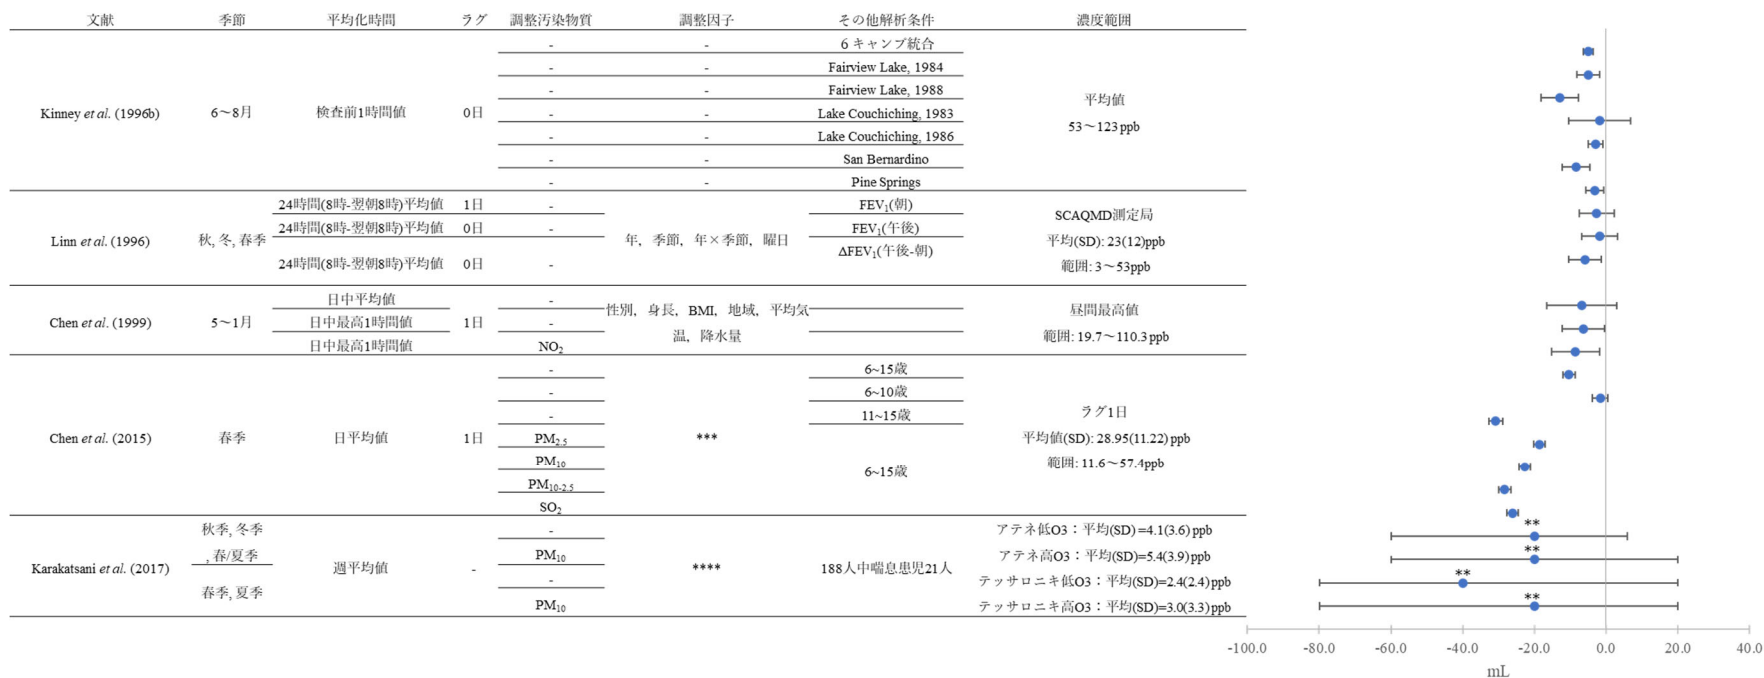 文献 季節 平均化時間 ラグ 調整汚染物質 調整因子 その他解析条件 濃度範囲
Kinney et al. (1996b) 6～8月 検査前1時間値 0日
- - 6 キャンプ統合
- - Fairview Lake, 1984
- - Fairview Lake, 1988
- - Lake Couchiching, 1983
- - Lake Couchiching, 1986
- - San Bernardino
- - Pine Springs
平均値
53～123ppb
Linn et al. (1996) 秋, 冬, 春季
24時間(8時-翌朝8時)平均値 1日 - FEV₁(朝)
24時間(8時-翌朝8時)平均値 0日 - FEV₁(午後)
24時間(8時-翌朝8時)平均値 0日 - ΔFEV₁(午後-朝)
年, 季節, 年×季節, 曜日
SCAQMD測定局
平均(SD): 23(12)ppb
範囲: 3～53ppb
Chen et al. (1999) 5～1月
日中平均値 -
日中最高1時間値 1日 -
日中最高1時間値 NO₂
性別, 身長, BMI, 地域, 平均気
温, 降水量
昼間最高値
範囲: 19.7～110.3ppb
Chen et al. (2015) 春季 日平均値 1日
- 6~15歳
- 6~10歳
- 11~15歳
PM₂.₅
PM₁₀
PM₁₀₋₂.₅
SO₂
***
6~15歳
ラグ1日
平均値(SD): 28.95(11.22) ppb
範囲: 11.6～57.4ppb
Karakatsani et al. (2017)
秋季, 冬季
, 春/夏季
春季, 夏季
週平均値 -
-
PM₁₀
-
PM₁₀
****
188人中喘息患児21人
アテネ低O3：平均(SD) =4.1(3.6) ppb
アテネ高O3：平均(SD)=5.4(3.9)ppb
テッサロニキ低O3：平均(SD)=2.4(2.4)ppb
テッサロニキ高O3：平均(SD)=3.0(3.3)ppb
**
**
**
**
-100.0 -80.0 -60.0 -40.0 -20.0 0.0 20.0 40.0
mL